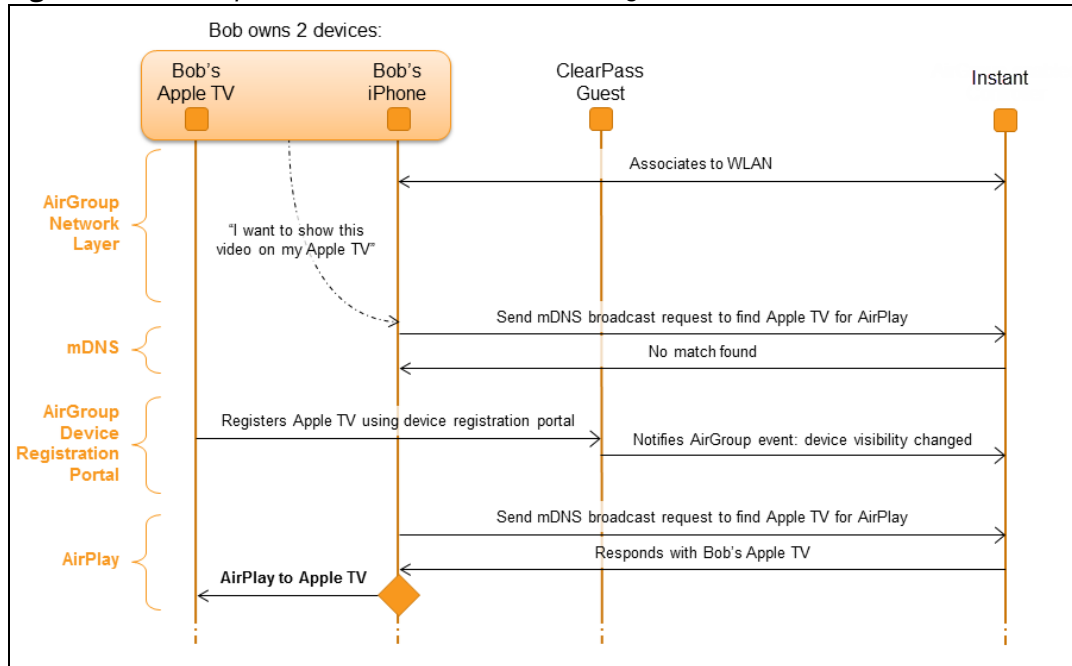 Bob owns 2 devices:
Bob's
Apple TV
Bob's
iPhone
ClearPass
Guest
Instant
Associates to WLAN
AirGroup
Network
Layer
"I want to show this
video on my Apple TV"
Send mDNS broadcast request to find Apple TV for AirPlay
mDNS
No match found
AirGroup
Device
Registration
Portal
Registers Apple TV using device registration portal
Notifies AirGroup event: device visibility changed
Send mDNS broadcast request to find Apple TV for AirPlay
Responds with Bob's Apple TV
AirPlay
AirPlay to Apple TV